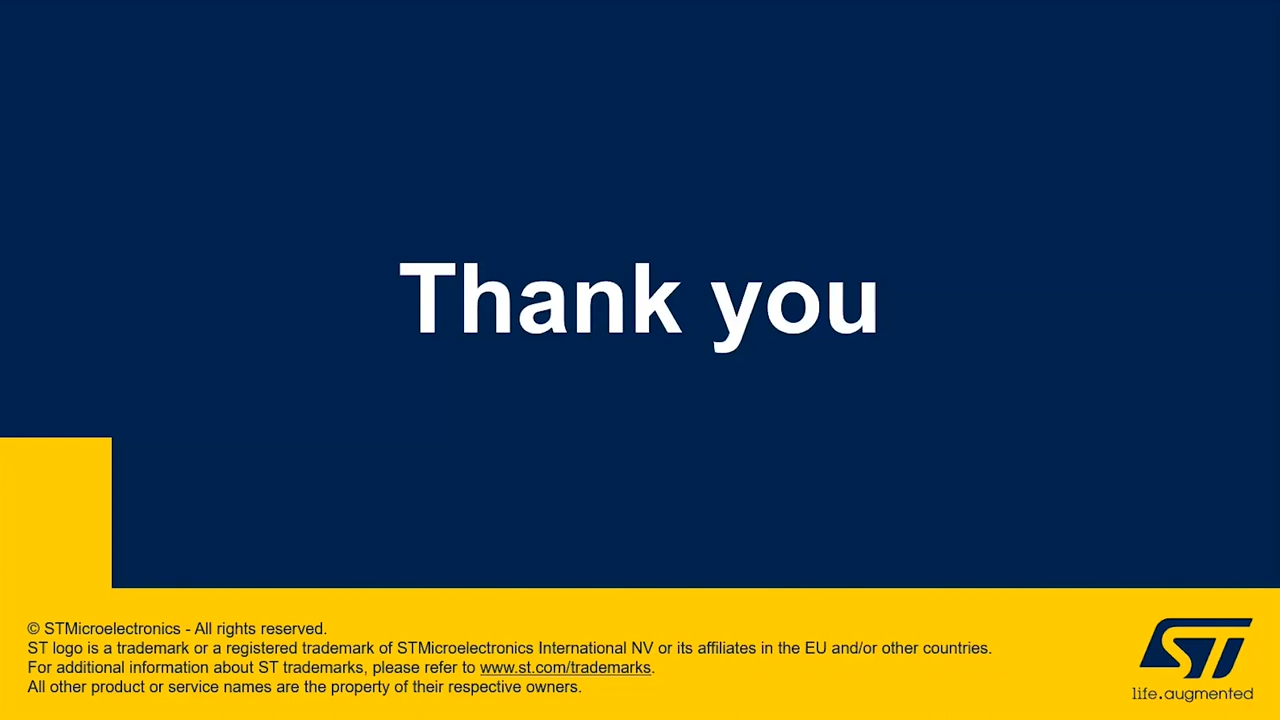 Thank you
© STMicroelectronics - All rights reserved.
ST logo is a trademark or a registered trademark of STMicroelectronics International NV or its affiliates in the EU and/or other countries.
For additional information about ST trademarks, please refer to www.st.com/trademarks.
All other product or service names are the property of their respective owners.
ST
life.augmented